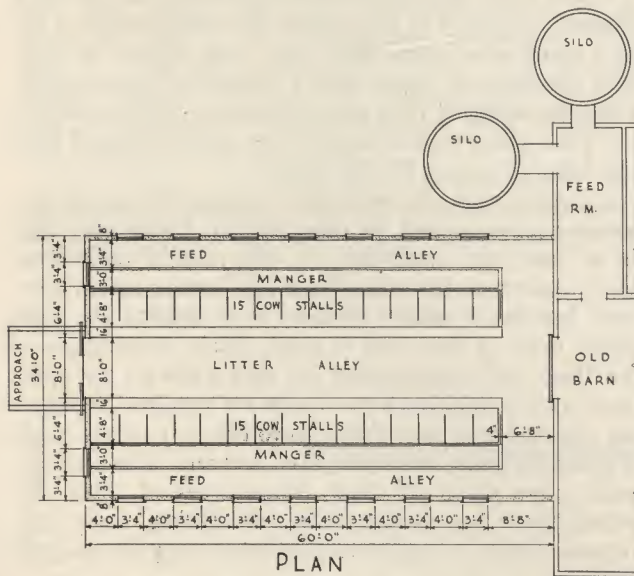 SILO
SILO
FEED
RM.
8"
FEED ALLEY
3'-4"
3'-4"
MANGER
3'-0"
3'-4"
15 COW STALLS
4'-8"
6'-4"
16
APPROACH
34'-0"
8'-0"
8'-0"
LITTER ALLEY
OLD
BARN
16
15 COW STALLS
4'-8"
6'-4"
4"
6'-8"
MANGER
3'-0"
3'-4"
FEED ALLEY
3'-4"
3'-4"
8"
4'-0" 3'-4" 4'-0" 3'-4" 4'-0" 3'-4" 4'-0" 3'-4" 4'-0" 3'-4" 4'-0" 3'-4" 4'-0" 3'-4" 8'-8"
60'-0"
PLAN